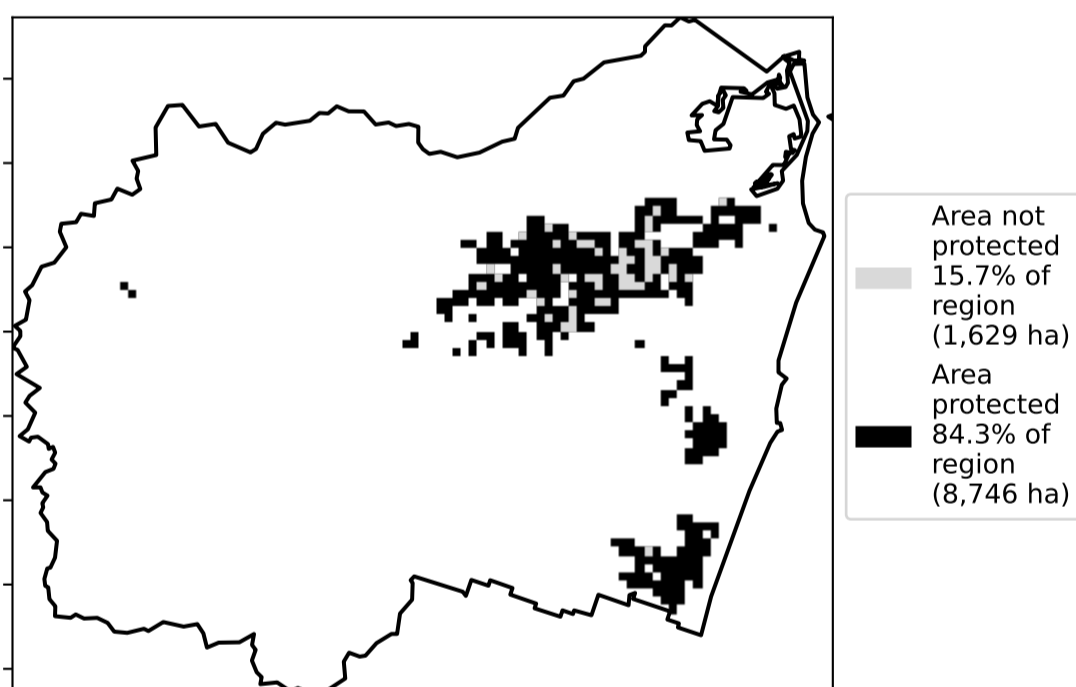 Area not
protected
15.7% of
region
(1,629 ha)
Area
protected
84.3% of
region
(8,746 ha)